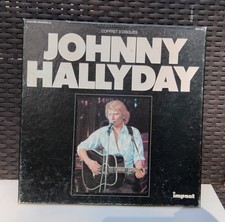 COFFRET 3 DISQUES
JOHNNY
HALLYDAY
impact